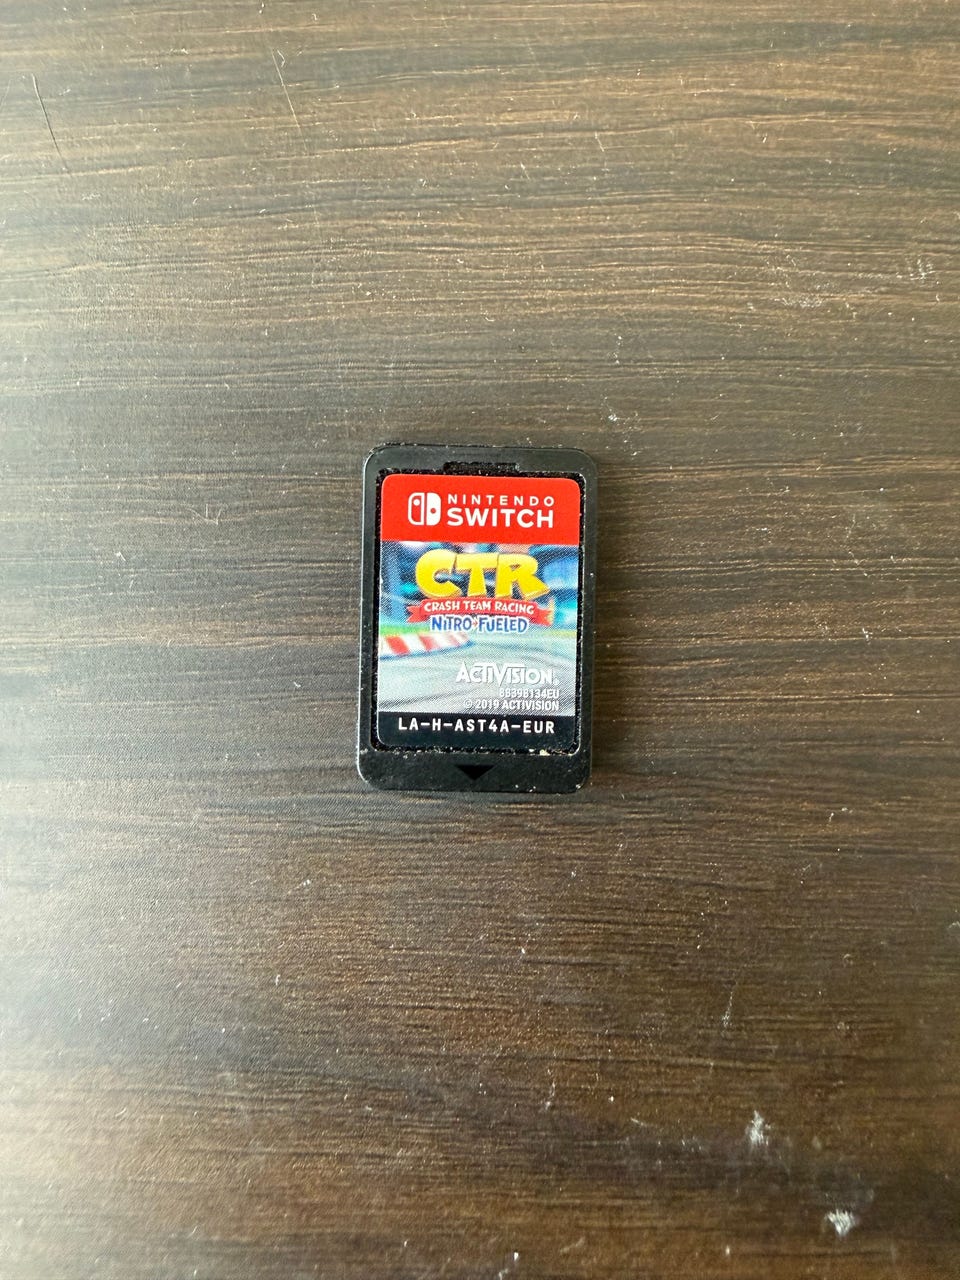 NINTENDO
SWITCH
CTR
CRASH TEAM RACING
NITRO-FUELED
ACTIVISION®
88398134EU
© 2019 ACTIVISION
LA-H-AST4A-EUR